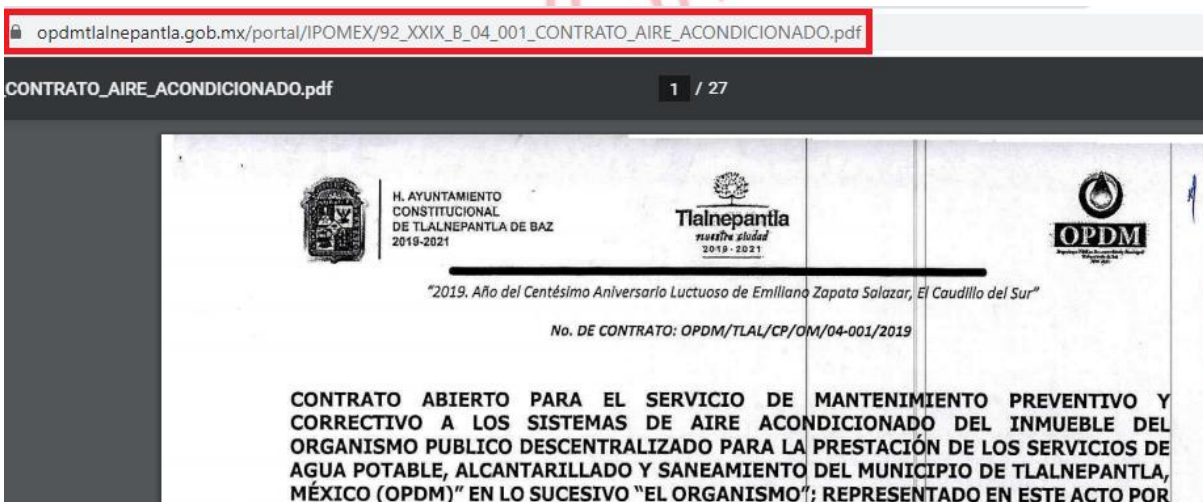 opdmtlalnepantla.gob.mx/portal/IPOMEX/92_XXIX_B_04_001_CONTRATO_AIRE_ACONDICIONADO.pdf
_CONTRATO_AIRE_ACONDICIONADO.pdf
1 / 27
H. AYUNTAMIENTO
CONSTITUCIONAL
DE TLALNEPANTLA DE BAZ
2019-2021
Tlalnepantla
nuestra ciudad
2019-2021
OPDM
"2019. Año del Centésimo Aniversario Luctuoso de Emiliano Zapata Salazar, El Caudillo del Sur"
No. DE CONTRATO: OPDM/TLAL/CP/OM/04-001/2019
CONTRATO ABIERTO PARA EL SERVICIO DE MANTENIMIENTO PREVENTIVO Y
CORRECTIVO A LOS SISTEMAS DE AIRE ACONDICIONADO DEL INMUEBLE DEL
ORGANISMO PUBLICO DESCENTRALIZADO PARA LA PRESTACIÓN DE LOS SERVICIOS DE
AGUA POTABLE, ALCANTARILLADO Y SANEAMIENTO DEL MUNICIPIO DE TLALNEPANTLA,
MÉXICO (OPDM)" EN LO SUCESIVO "EL ORGANISMO"; REPRESENTADO EN ESTE ACTO POR